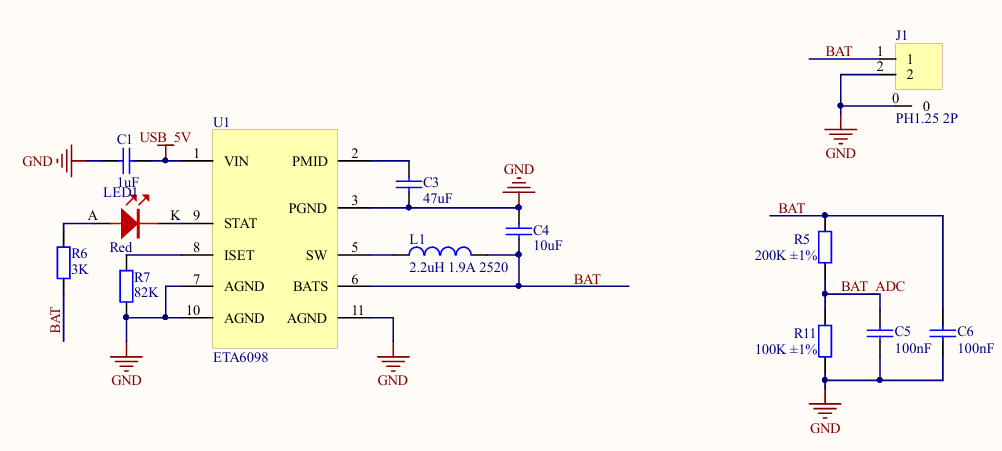 J1
BAT
1
1
2
2
0
0
PH1.25 2P
GND
U1
USB_5V
C1
GND
1uF
1
VIN
PMID
2
C3
47uF
GND
LED1
A
K
9
STAT
PGND
3
Red
C4
10uF
R6
3K
8
ISET
SW
5
L1
2.2uH 1.9A 2520
R7
82K
7
AGND
BATS
6
BAT
BAT
10
AGND
AGND
11
ETA6098
GND
GND
BAT
R5
200K ±1%
BAT_ADC
R11
100K ±1%
C5
100nF
C6
100nF
GND